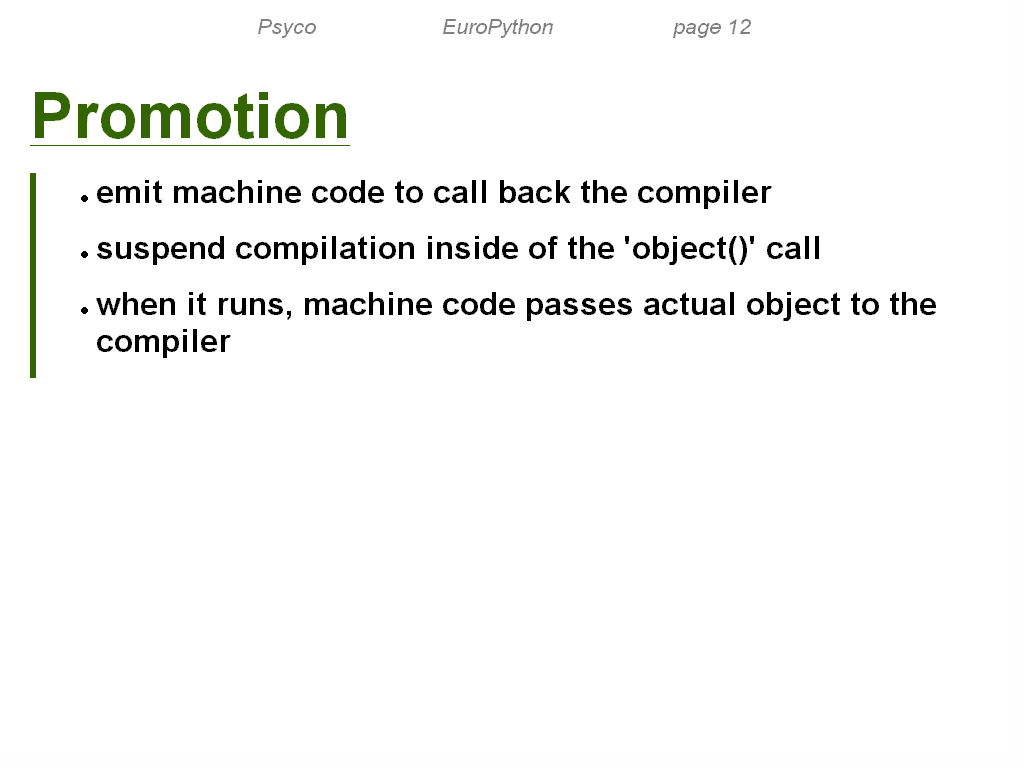 Psyco EuroPython page 12
Promotion
emit machine code to call back the compiler
suspend compilation inside of the 'object()' call
when it runs, machine code passes actual object to the
compiler